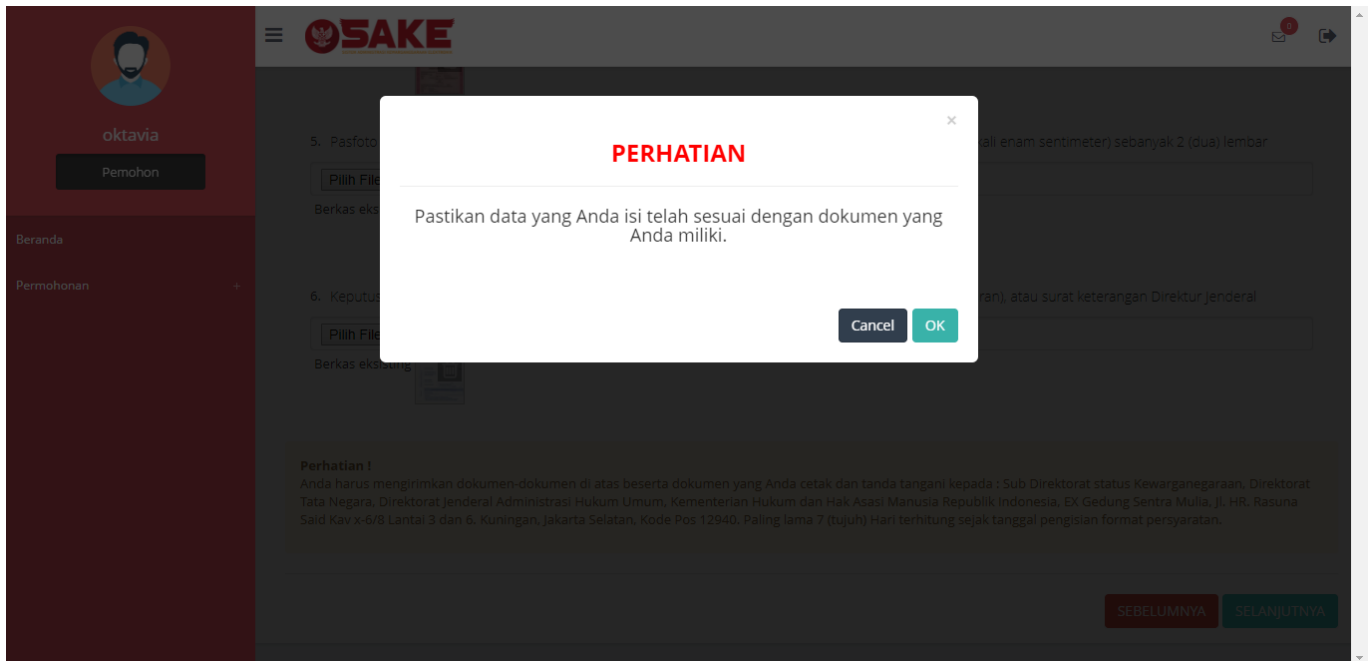 SAKE
0
oktavia
Pemohon
Beranda
Permohonan +
5. Pasfoto
kali enam sentimeter) sebanyak 2 (dua) lembar
Pilih File
Berkas eks
×
PERHATIAN
Pastikan data yang Anda isi telah sesuai dengan dokumen yang
Anda miliki.
Cancel OK
6. Keputus
ran), atau surat keterangan Direktur Jenderal
Pilih File
Berkas eksisting
Perhatian !
Anda harus mengirimkan dokumen-dokumen di atas beserta dokumen yang Anda cetak dan tanda tangani kepada : Sub Direktorat status Kewarganegaraan, Direktorat
Tata Negara, Direktorat Jenderal Administrasi Hukum Umum, Kementerian Hukum dan Hak Asasi Manusia Republik Indonesia, EX Gedung Sentra Mulia, Jl. HR. Rasuna
Said Kav x-6/8 Lantai 3 dan 6. Kuningan, Jakarta Selatan, Kode Pos 12940. Paling lama 7 (tujuh) Hari terhitung sejak tanggal pengisian format persyaratan.
SEBELUMNYA SELANJUTNYA